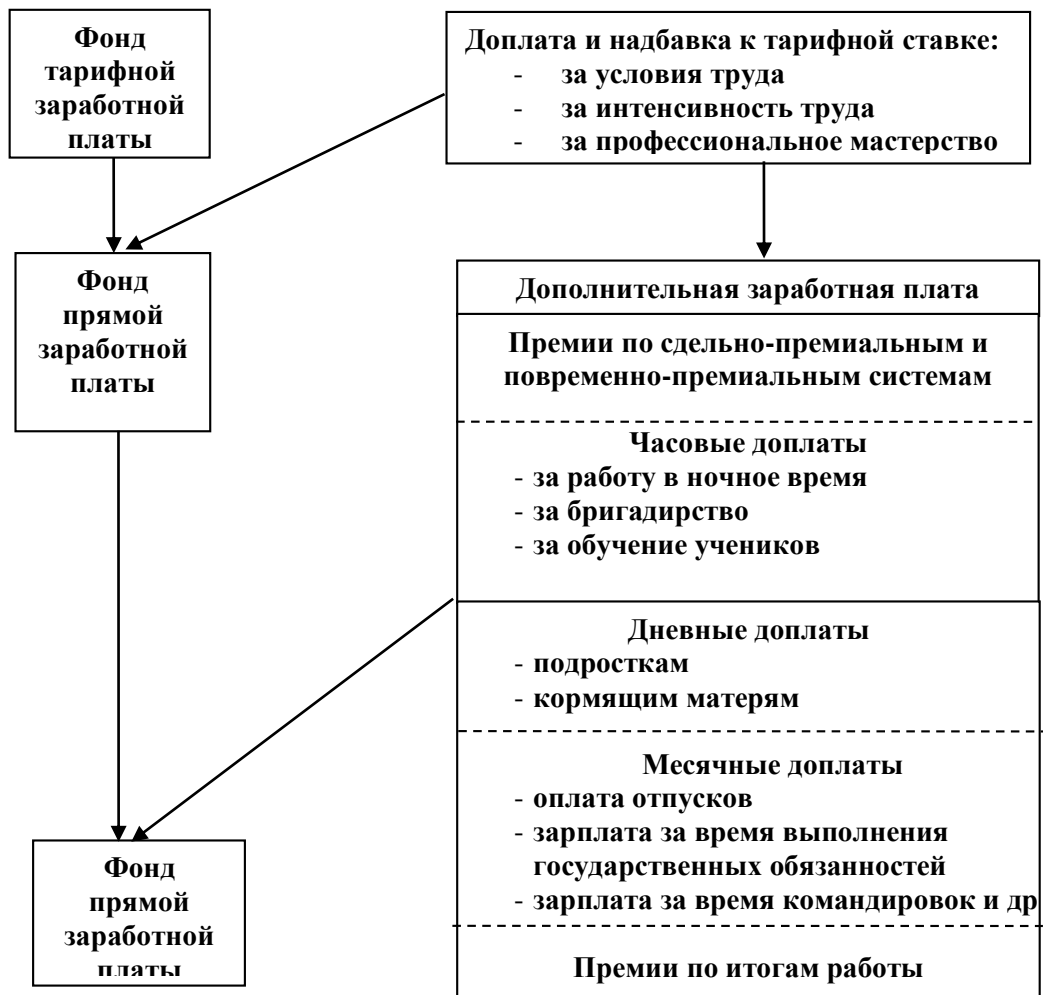 Фонд
тарифной
заработной
платы
Доплата и надбавка к тарифной ставке:
- за условия труда
- за интенсивность труда
- за профессиональное мастерство
Фонд
прямой
заработной
платы
Дополнительная заработная плата
Премии по сдельно-премиальным и
повременно-премиальным системам
Часовые доплаты
- за работу в ночное время
- за бригадирство
- за обучение учеников
Дневные доплаты
- подросткам
- кормящим матерям
Месячные доплаты
- оплата отпусков
- зарплата за время выполнения
государственных обязанностей
- зарплата за время командировок и др
Премии по итогам работы
Фонд
прямой
заработной
платы